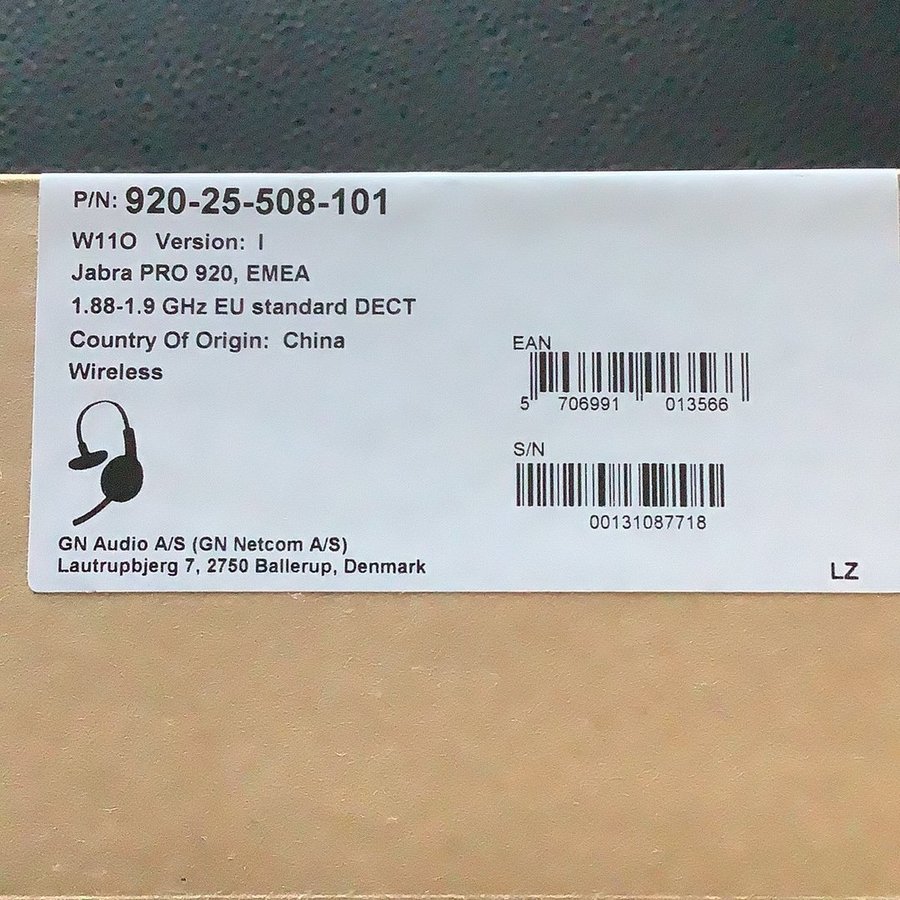 P/N: 920-25-508-101
W11O Version: I
Jabra PRO 920, EMEA
1.88-1.9 GHz EU standard DECT
Country Of Origin: China
Wireless
EAN
5 706991 013566
S/N
00131087718
GN Audio A/S (GN Netcom A/S)
Lautrupbjerg 7, 2750 Ballerup, Denmark
LZ